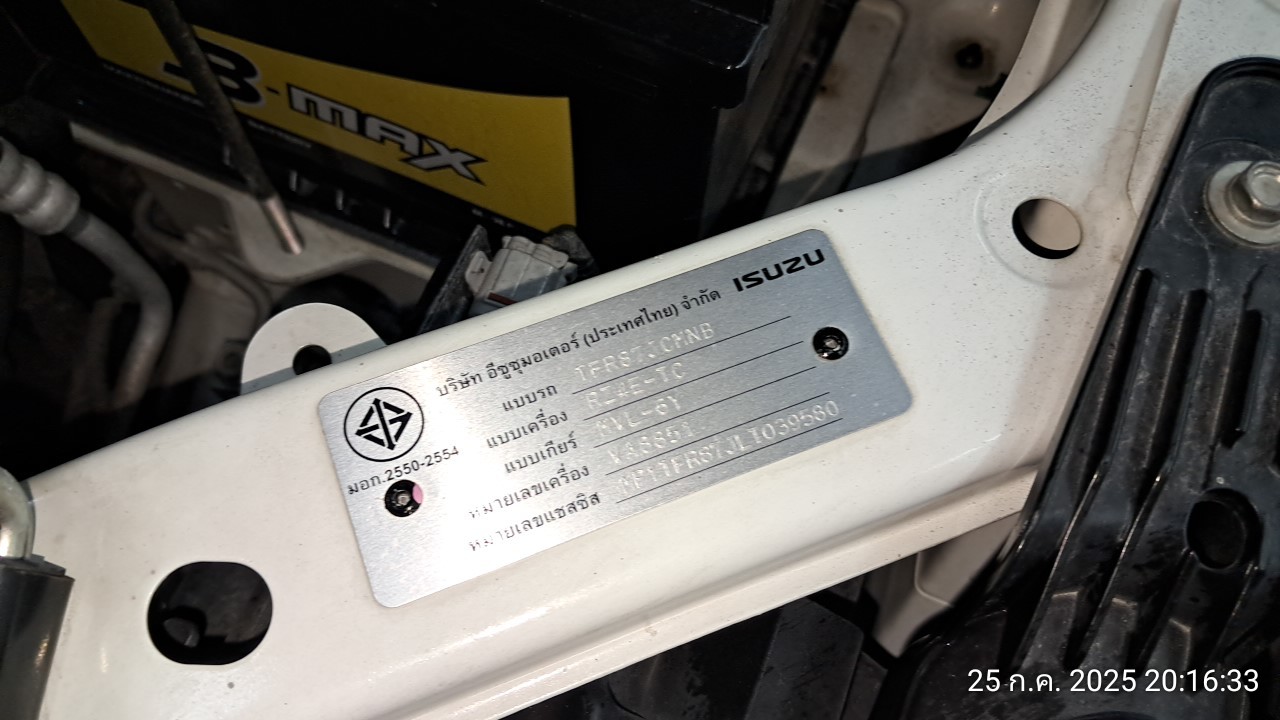 3-MAX
ISUZU
บริษัท อีซูซุมอเตอร์ (ประเทศไทย) จำกัด
มอก.2550-2554
แบบรถ TFR87JCMNB
แบบเครื่อง RZ4E-TC
แบบเกียร์ MVL-6Y
หมายเลขเครื่อง
หมายเลขแชสซิส
25 ก.ค. 2025 20:16:33